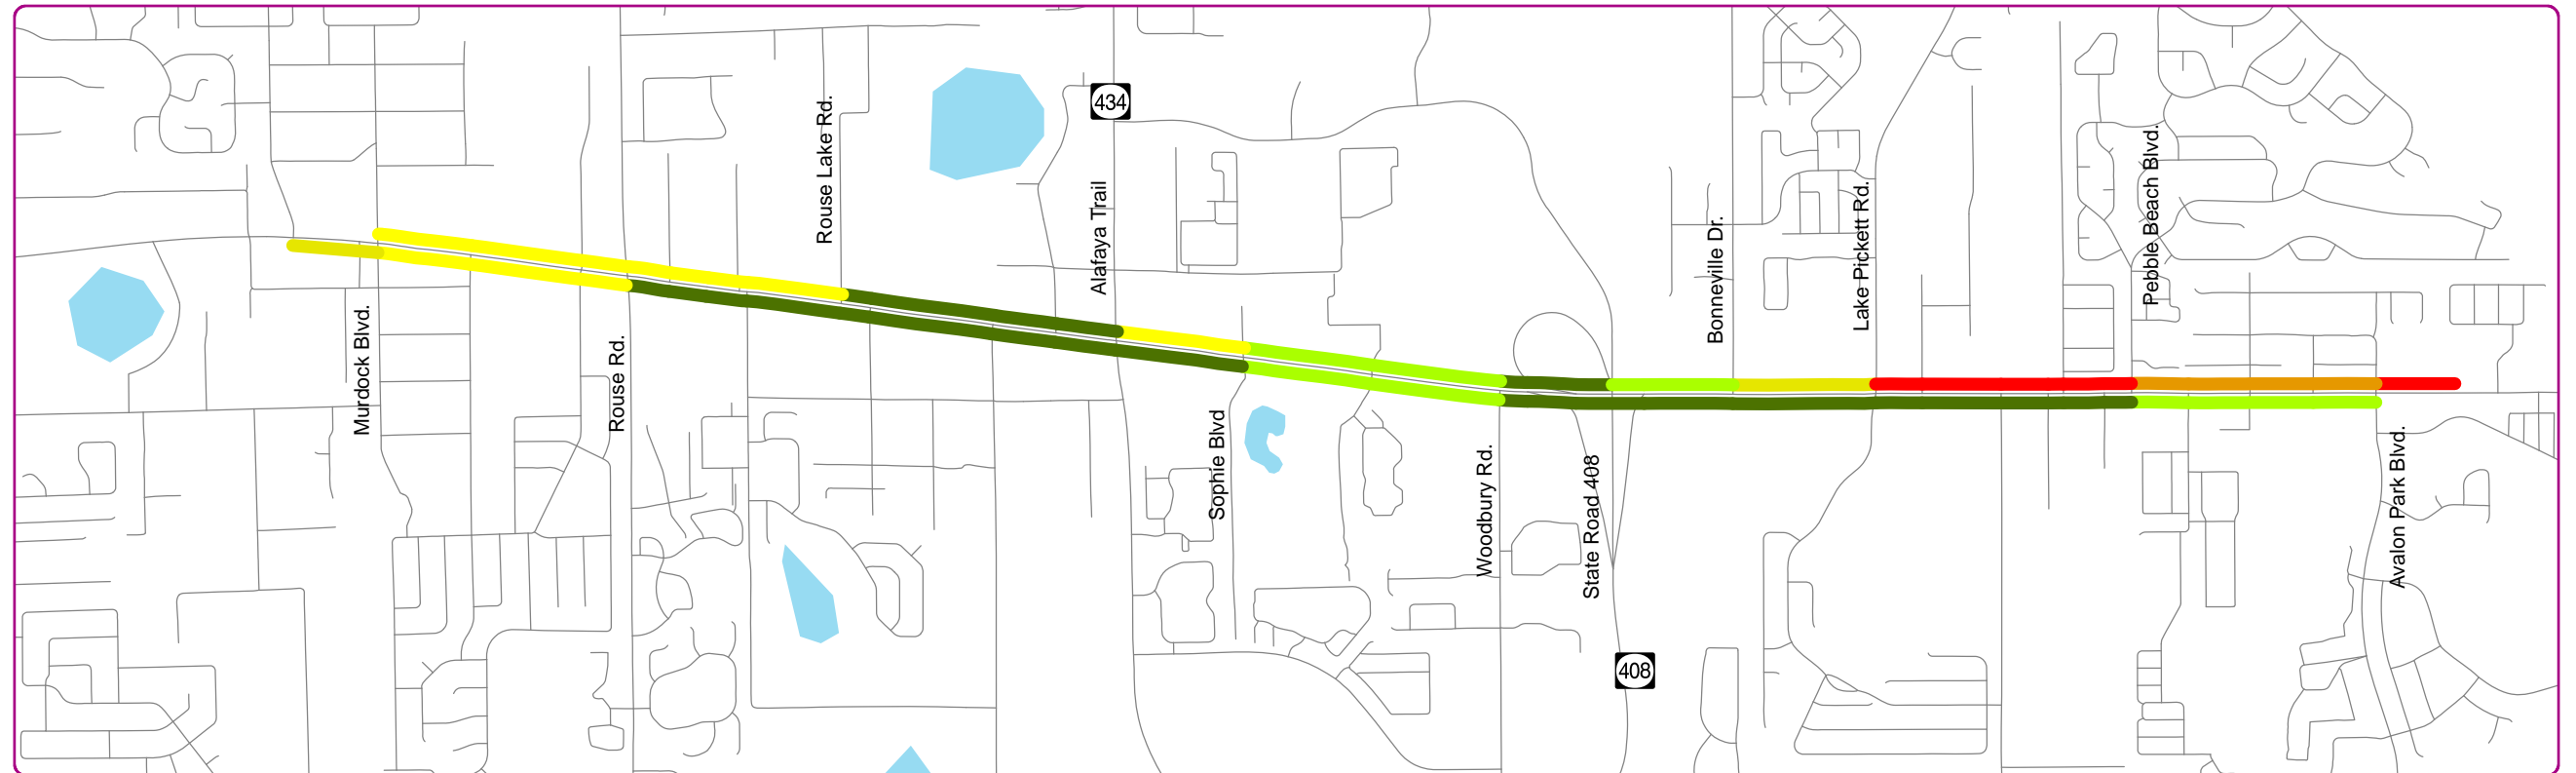 434
Rouse Lake Rd.
Alafaya Trail
Pebble Beach Blvd.
Lake Pickett Rd.
Bonneville Dr.
Murdock Blvd.
Rouse Rd.
Sophie Blvd
Woodbury Rd.
State Road 408
Avalon Park Blvd.
408